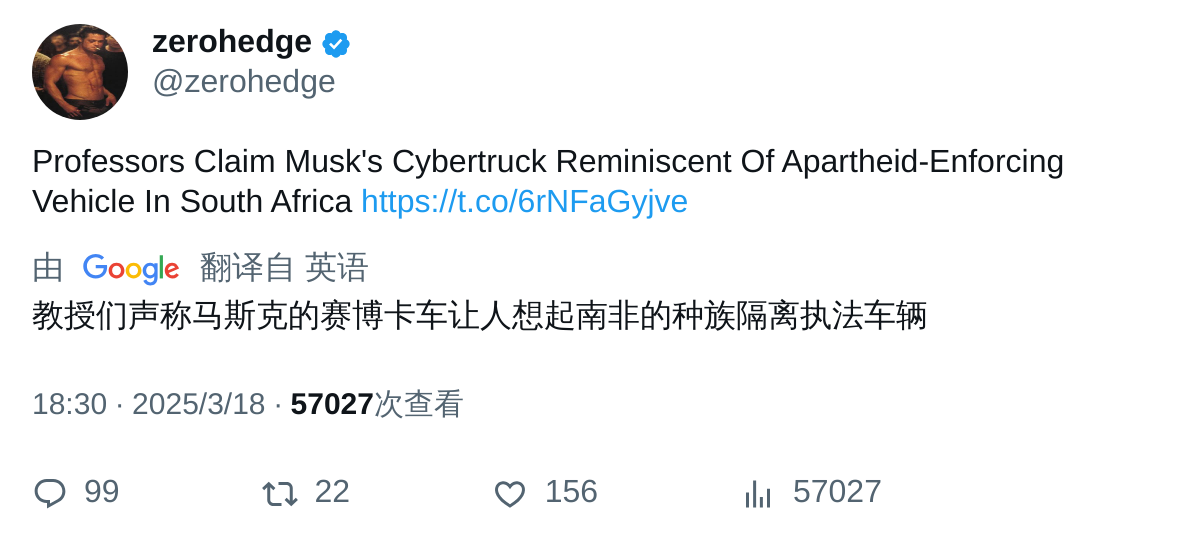 zerohedge
@zerohedge
Professors Claim Musk's Cybertruck Reminiscent Of Apartheid-Enforcing
Vehicle In South Africa https://t.co/6rNFaGyjve
由 Google 翻译自 英语
教授们声称马斯克的赛博卡车让人想起南非的种族隔离执法车辆
18:30 · 2025/3/18 · 57027次查看
99 22 156 57027